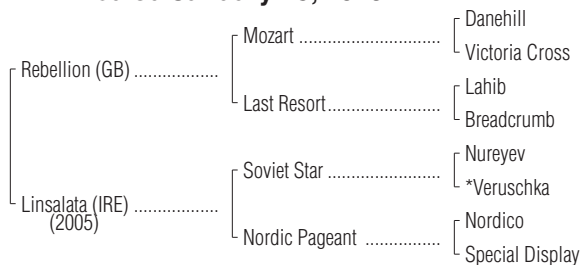 Rebellion (GB) ..................
Mozart ........................................
Danehill
Victoria Cross
Last Resort ........................................
Lahib
Breadcrumb
Linsalata (IRE) ..................
(2005)
Soviet Star ........................................
Nureyev
*Veruschka
Nordic Pageant ..........................
Nordico
Special Display